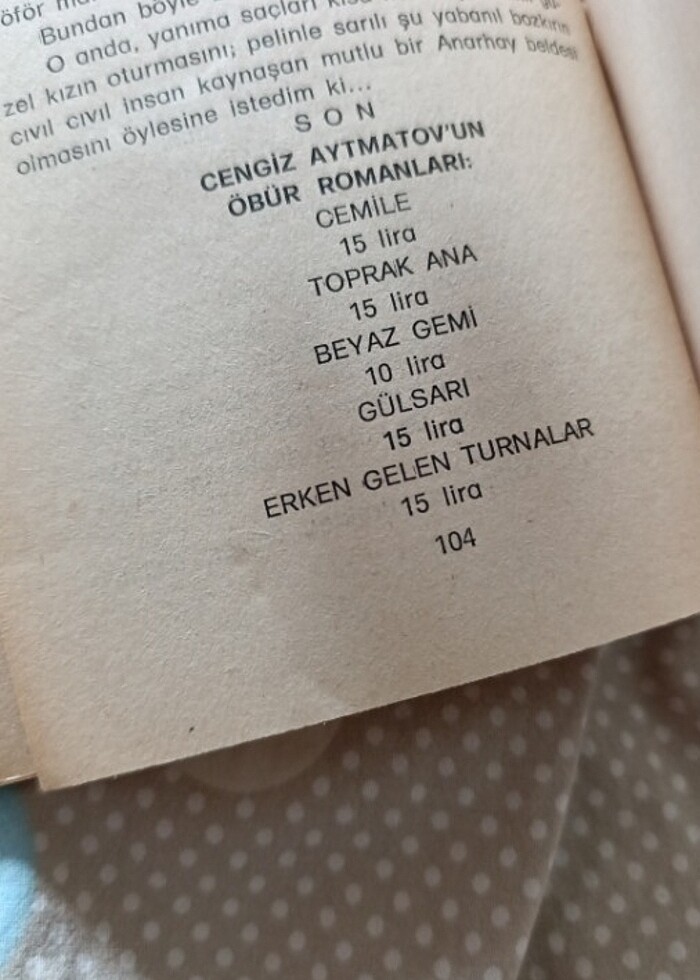 Bundan böyle
O anda, yanıma saçları
zel kızın oturmasını; pelinle sarılı şu yabanıl bozkırın
cıvıl cıvıl insan kaynaşan mutlu bir Anarhay beldesi
olmasını öylesine istedim ki...
S O N
CENGİZ AYTMATOV'UN
ÖBÜR ROMANLARI:
CEMİLE
15 lira
TOPRAK ANA
15 lira
BEYAZ GEMİ
10 lira
GÜLSARI
15 lira
ERKEN GELEN TURNALAR
15 lira
104